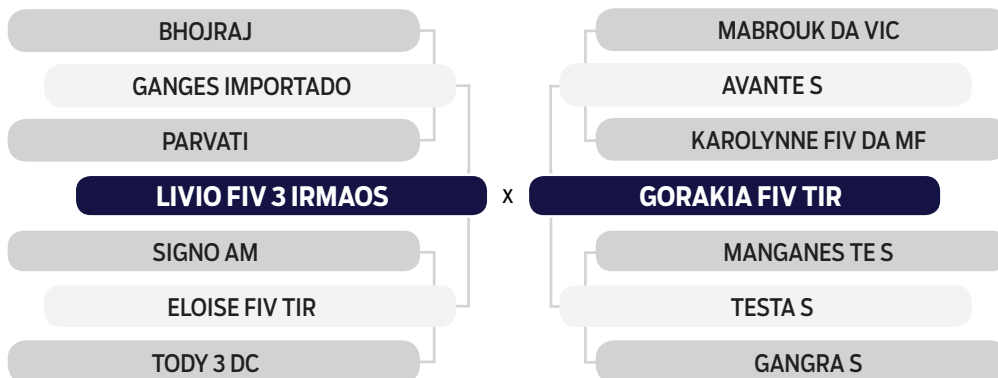 BHOJRAJ
GANGES IMPORTADO
PARVATI
LIVIO FIV 3 IRMAOS
SIGNO AM
ELOISE FIV TIR
TODY 3 DC
x
MABROUK DA VIC
AVANTE S
KAROLYNNE FIV DA MF
GORAKIA FIV TIR
MANGANES TE S
TESTA S
GANGRA S